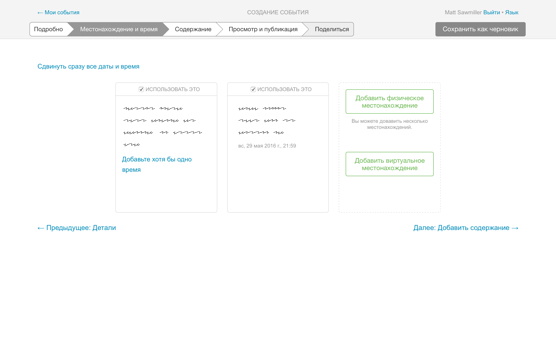 ← Мои события
СОЗДАНИЕ СОБЫТИЯ
Matt Sawmiller Выйти • Язык
Подробно
Местонахождение и время
Содержание
Просмотр и публикация
Поделиться
Сохранить как черновик
Сдвинуть сразу все даты и время
ИСПОЛЬЗОВАТЬ ЭТО
Добавьте хотя бы одно
время
ИСПОЛЬЗОВАТЬ ЭТО
вс, 29 мая 2016 г., 21:59
Добавить физическое
местонахождение
Вы можете добавить несколько
местонахождений.
Добавить виртуальное
местонахождение
← Предыдущее: Детали
Далее: Добавить содержание →